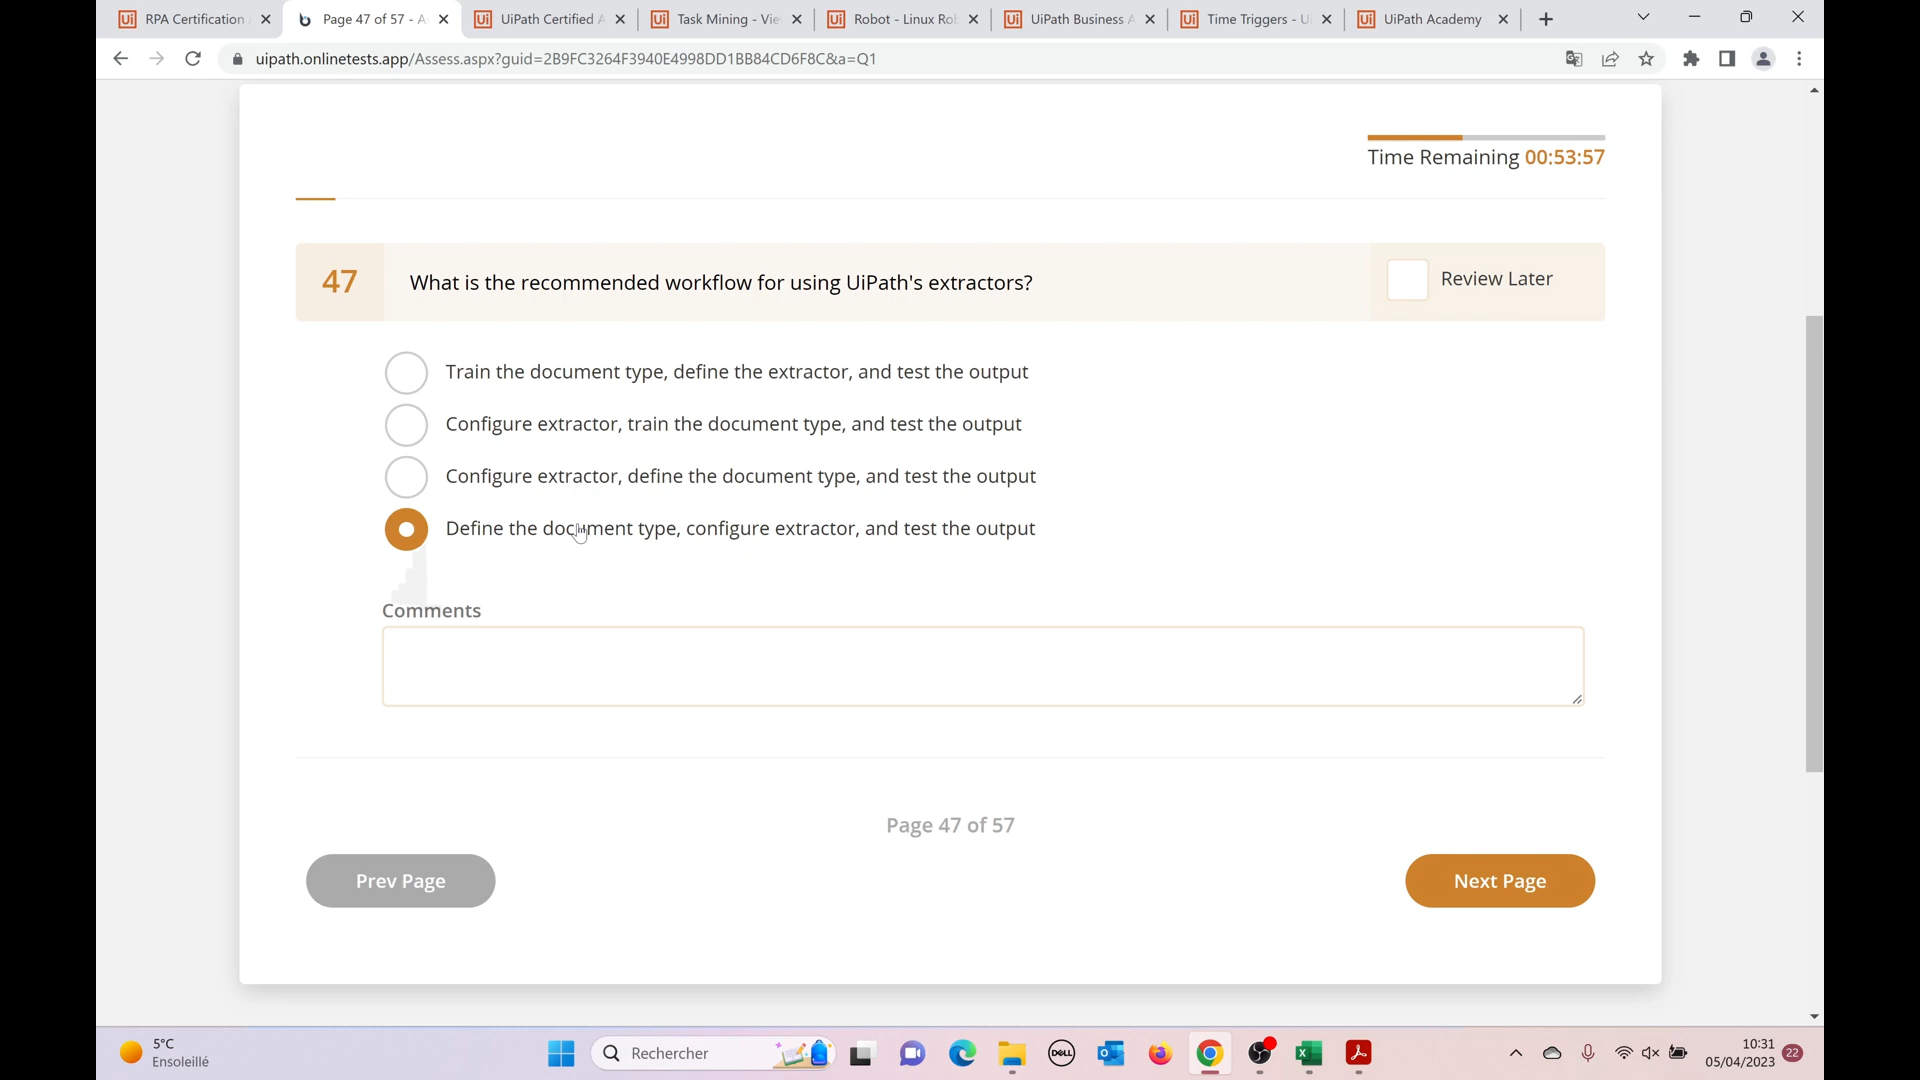 RPA Certification
Page 47 of 57 - A
UiPath Certified A
Task Mining - Vie
Robot - Linux Ro
UiPath Business A
Time Triggers - U
UiPath Academy
uipath.onlinetests.app/Assess.aspx?guid=2B9FC3264F3940E4998DD1BB84CD6F8C&a=Q1
Time Remaining 00:53:57
47
What is the recommended workflow for using UiPath's extractors?
Review Later
Train the document type, define the extractor, and test the output
Configure extractor, train the document type, and test the output
Configure extractor, define the document type, and test the output
Define the document type, configure extractor, and test the output
Comments
Page 47 of 57
Prev Page
Next Page
5°C
Ensoleillé
Rechercher
DELL
10:31
05/04/2023
22